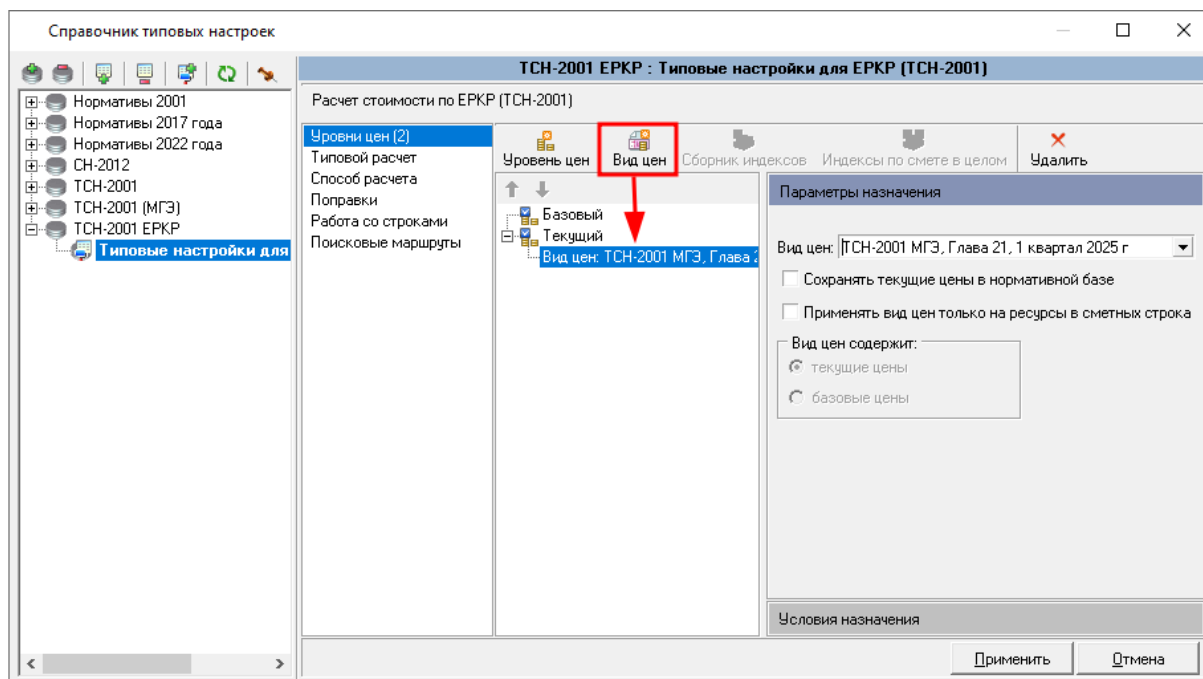 Справочник типовых настроек
ТСН-2001 ЕРКР : Типовые настройки для ЕРКР (ТСН-2001)
Нормативы 2001
Нормативы 2017 года
Нормативы 2022 года
СН-2012
ТСН-2001
ТСН-2001 (МГЭ)
ТСН-2001 ЕРКР
Типовые настройки для
Расчет стоимости по ЕРКР (ТСН-2001)
Уровни цен (2)
Типовой расчет
Способ расчета
Поправки
Работа со строками
Поисковые маршруты
Уровень цен
Вид цен
Сборник индексов
Индексы по смете в целом
Удалить
Базовый
Текущий
Вид цен: ТСН-2001 МГЭ, Глава 2
Параметры назначения
Вид цен: ТСН-2001 МГЭ, Глава 21, 1 квартал 2025 г
Сохранять текущие цены в нормативной базе
Применять вид цен только на ресурсы в сметных строка
Вид цен содержит:
текущие цены
базовые цены
Условия назначения
Применить
Отмена